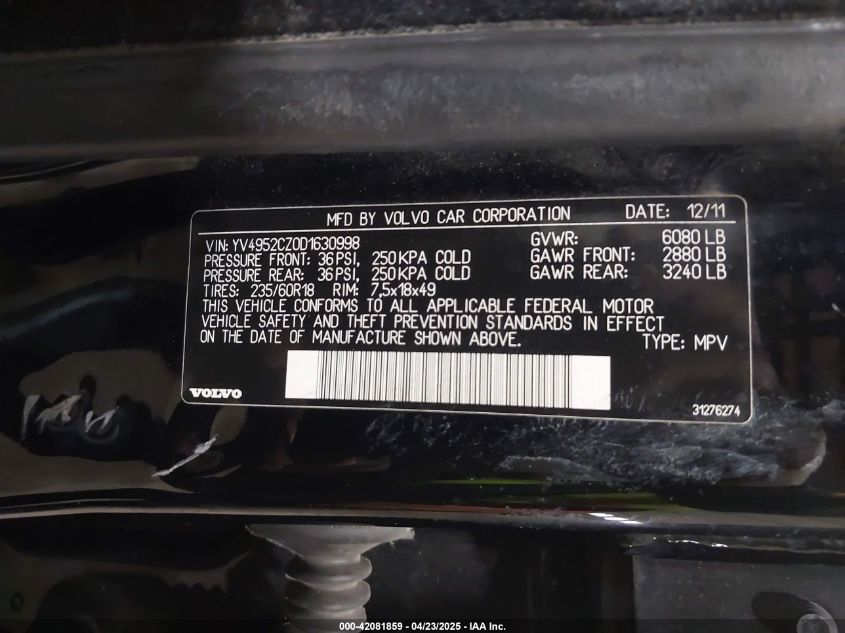 MFD BY VOLVO CAR CORPORATION DATE: 12/11
VIN: YV4952CZ0D1630998 GVWR: 6080 LB
PRESSURE FRONT: 36 PSI, 250 KPA COLD GAWR FRONT: 2880 LB
PRESSURE REAR: 36 PSI, 250 KPA COLD GAWR REAR: 3240 LB
TIRES: 235/60R18 RIM: 7,5x18x49
THIS VEHICLE CONFORMS TO ALL APPLICABLE FEDERAL MOTOR
VEHICLE SAFETY AND THEFT PREVENTION STANDARDS IN EFFECT
ON THE DATE OF MANUFACTURE SHOWN ABOVE. TYPE: MPV
VOLVO 31276274
000-42081859 - 04/23/2025 - IAA Inc.